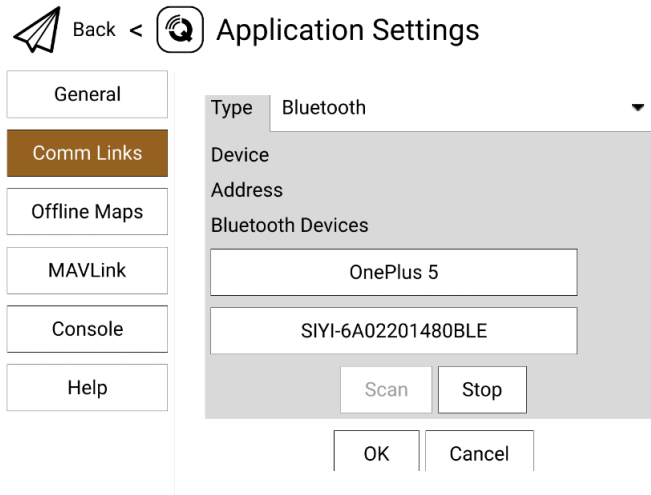 Back < Application Settings
General
Comm Links
Offline Maps
MAVLink
Console
Help
Type Bluetooth
Device
Address
Bluetooth Devices
OnePlus 5
SIYI-6A02201480BLE
Scan Stop
OK Cancel